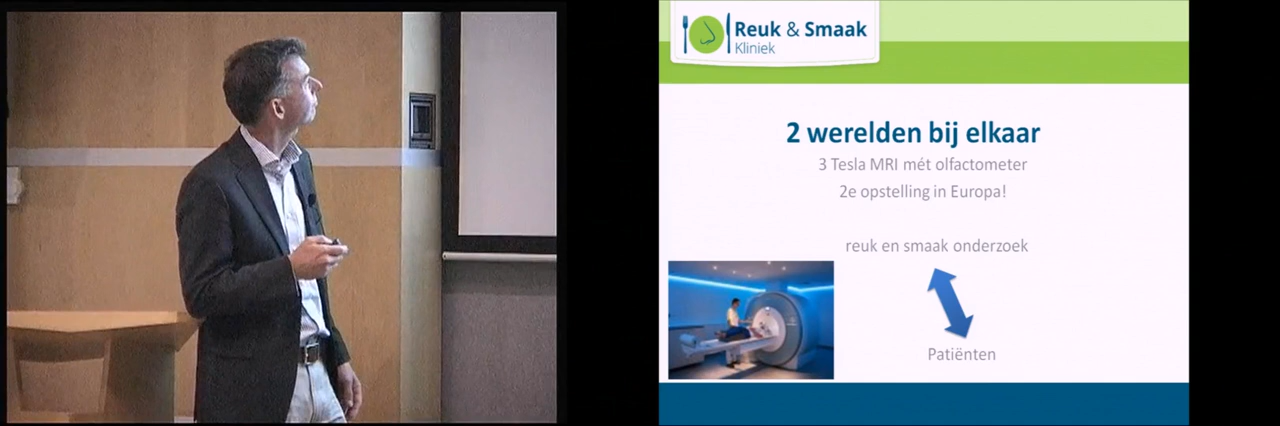 Reuk & Smaak
Kliniek
2 werelden bij elkaar
3 Tesla MRI mét olfactometer
2e opstelling in Europa!
reuk en smaak onderzoek
Patiënten